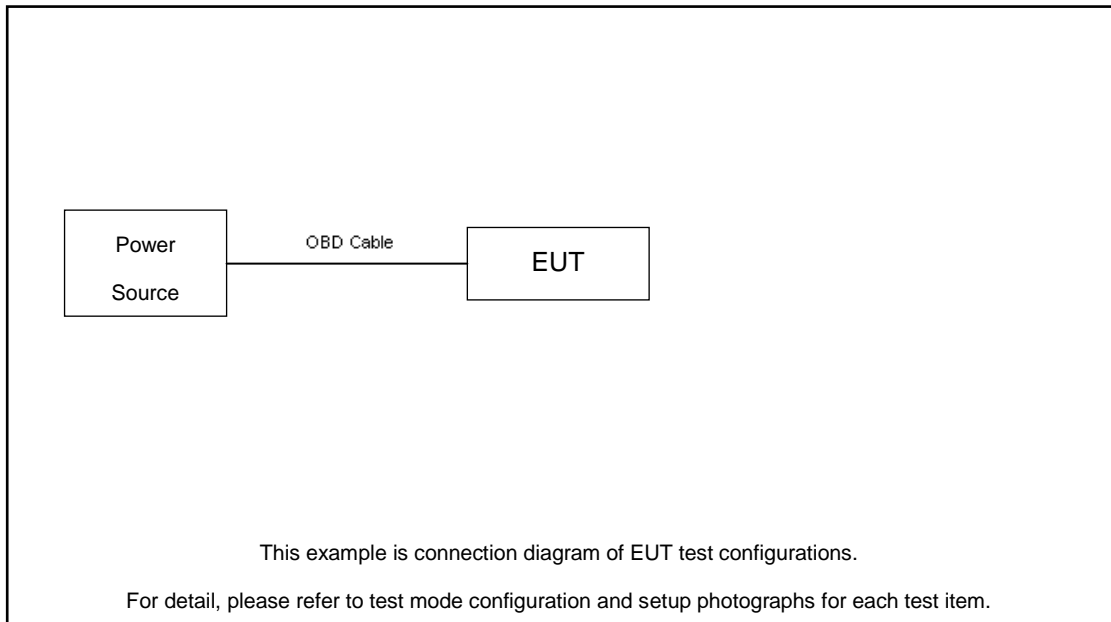 Power
Source
OBD Cable
EUT
This example is connection diagram of EUT test configurations.
For detail, please refer to test mode configuration and setup photographs for each test item.